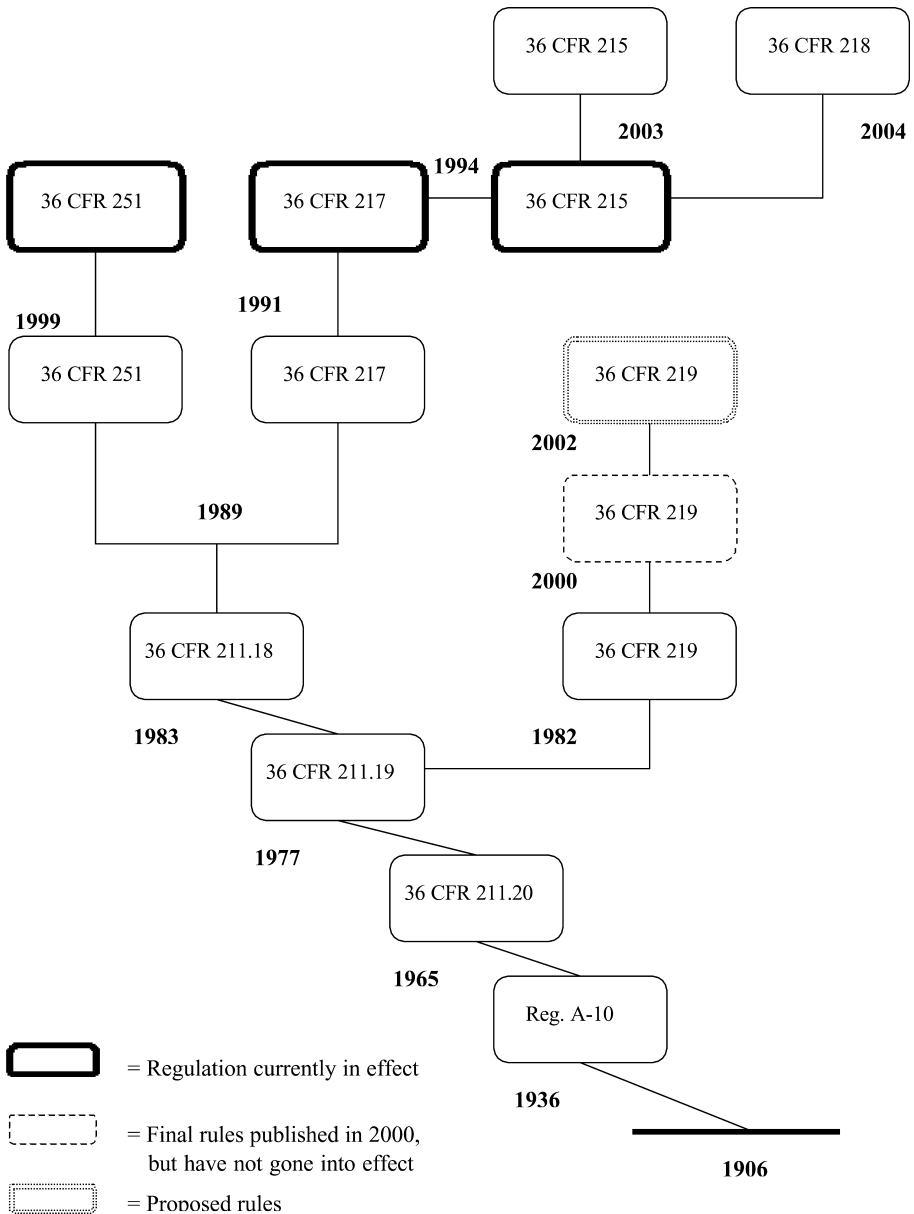 36 CFR 215
36 CFR 218
2003
2004
1994
36 CFR 251
36 CFR 217
36 CFR 215
1999
1991
36 CFR 251
36 CFR 217
36 CFR 219
2002
1989
36 CFR 219
2000
36 CFR 211.18
36 CFR 219
1983
1982
36 CFR 211.19
1977
36 CFR 211.20
1965
Reg. A-10
1936
1906
= Regulation currently in effect
= Final rules published in 2000,
but have not gone into effect
= Proposed rules